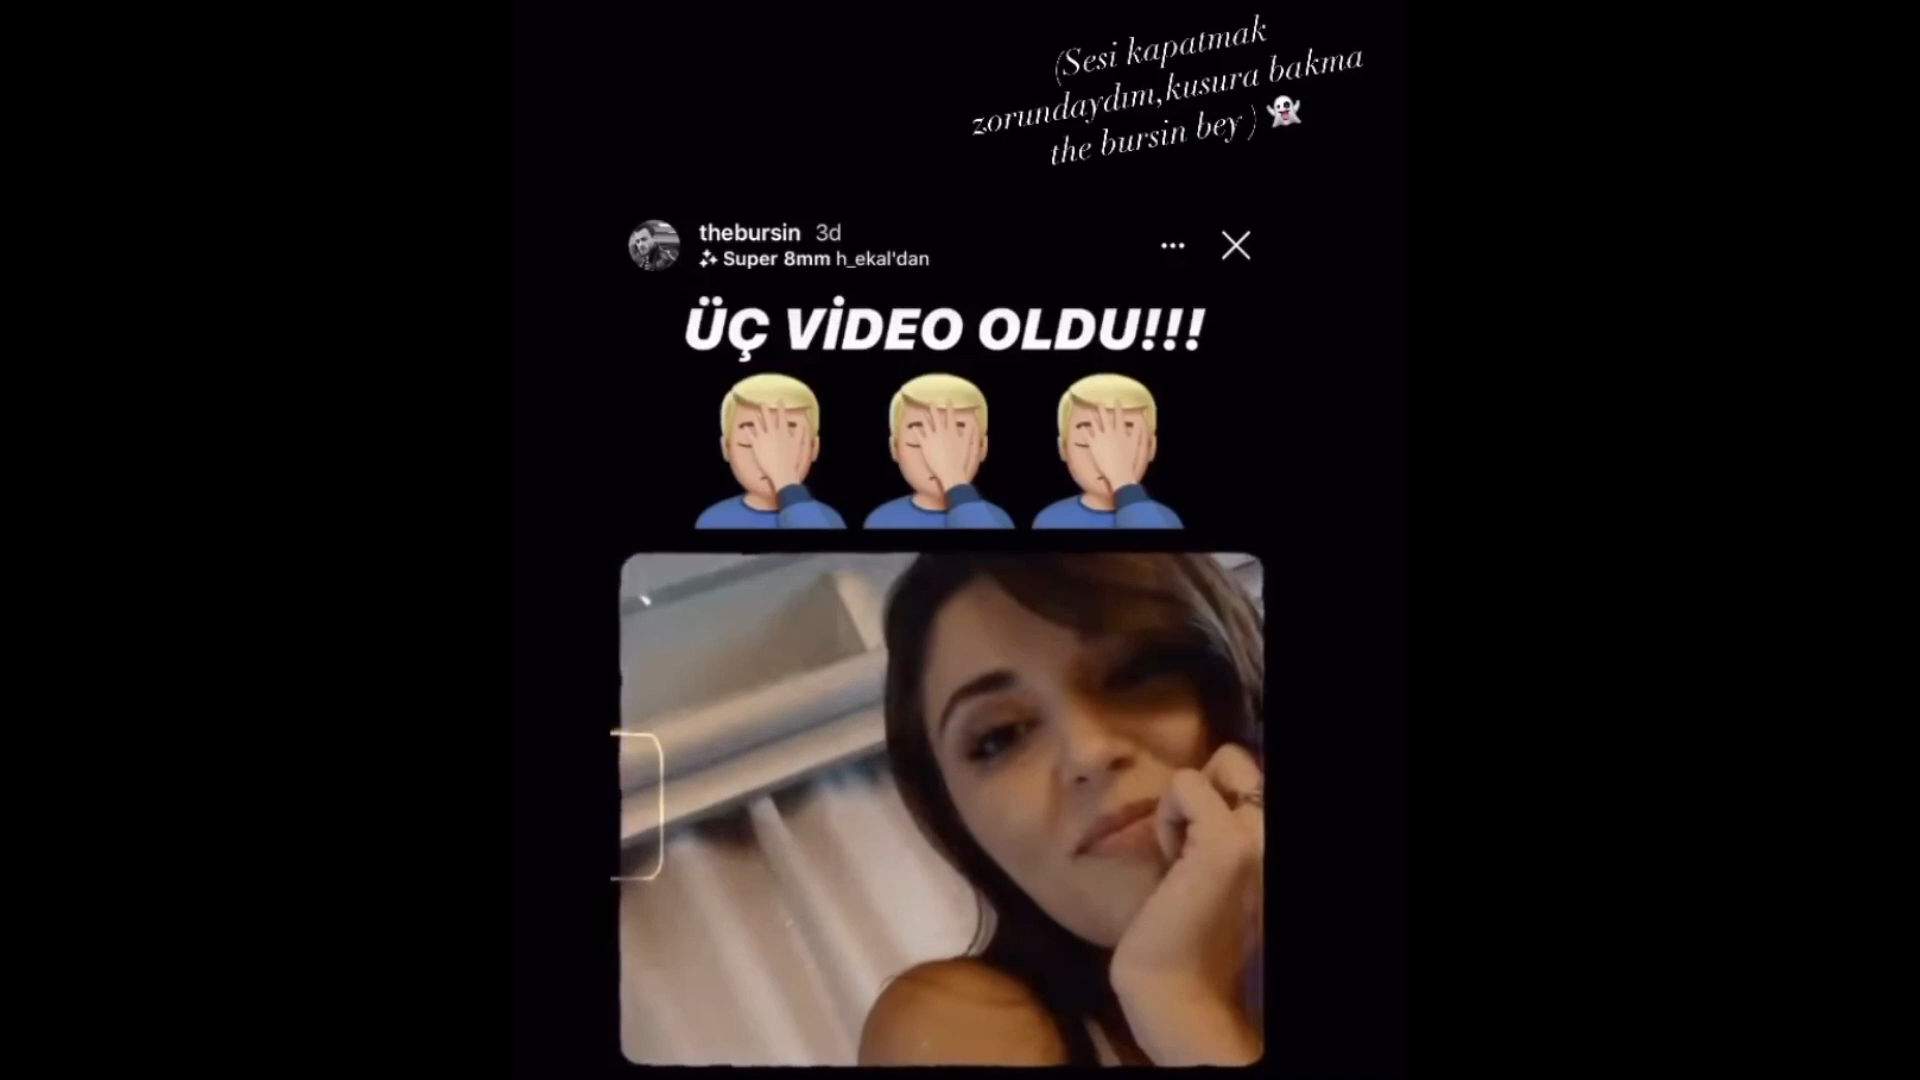 (Sesi kapatmak
zorundaydım,kusura bakma
the bursin bey ) 👻
thebursin 3d
Super 8mm h_ekal'dan
ÜÇ VİDEO OLDU!!!